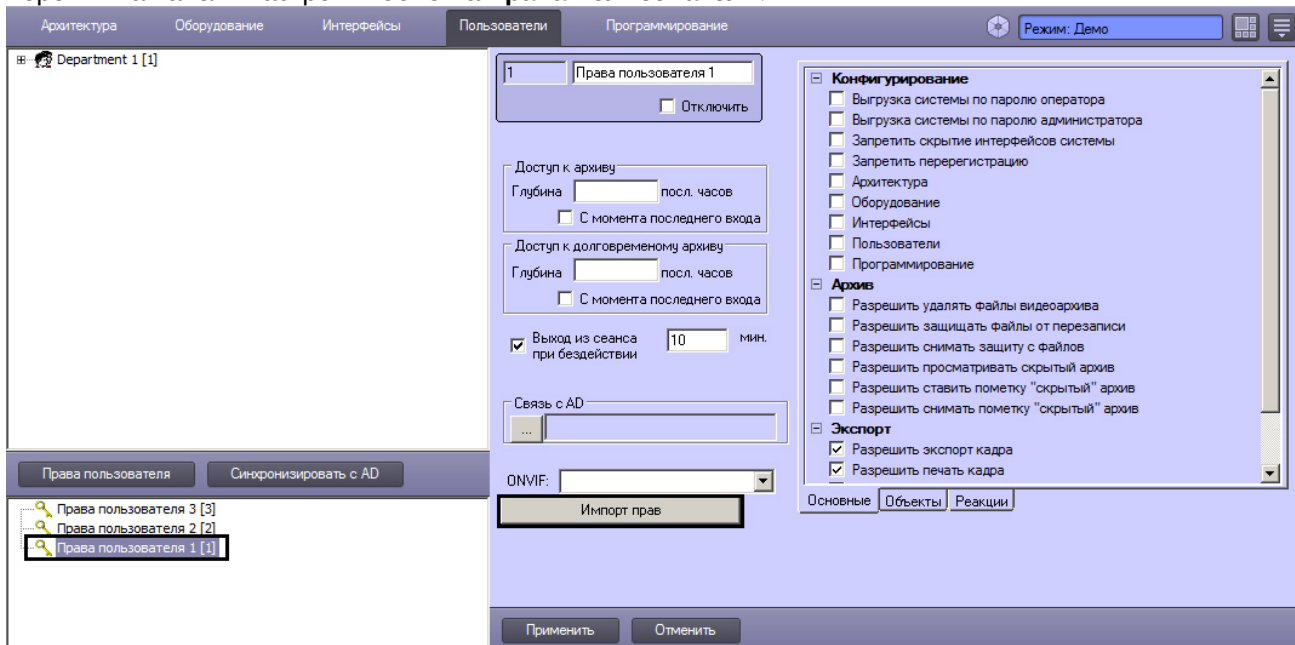 Архитектура Оборудование Интерфейсы Пользователи Программирование Режим: Демо
Department 1 [1]
Права пользователя Синхронизировать с AD
Права пользователя 3 [3]
Права пользователя 2 [2]
Права пользователя 1 [1]
1 Права пользователя 1
Отключить
Доступ к архиву
Глубина посл. часов
С момента последнего входа
Доступ к долговременому архиву
Глубина посл. часов
С момента последнего входа
Выход из сеанса 10 мин.
при бездействии
Связь с AD
...
ONVIF:
Импорт прав
Конфигурирование
Выгрузка системы по паролю оператора
Выгрузка системы по паролю администратора
Запретить скрытие интерфейсов системы
Запретить перерегистрацию
Архитектура
Оборудование
Интерфейсы
Пользователи
Программирование
Архив
Разрешить удалять файлы видеоархива
Разрешить защищать файлы от перезаписи
Разрешить снимать защиту с файлов
Разрешить просматривать скрытый архив
Разрешить ставить пометку "скрытый" архив
Разрешить снимать пометку "скрытый" архив
Экспорт
Разрешить экспорт кадра
Разрешить печать кадра
Основные Объекты Реакции
Применить Отменить